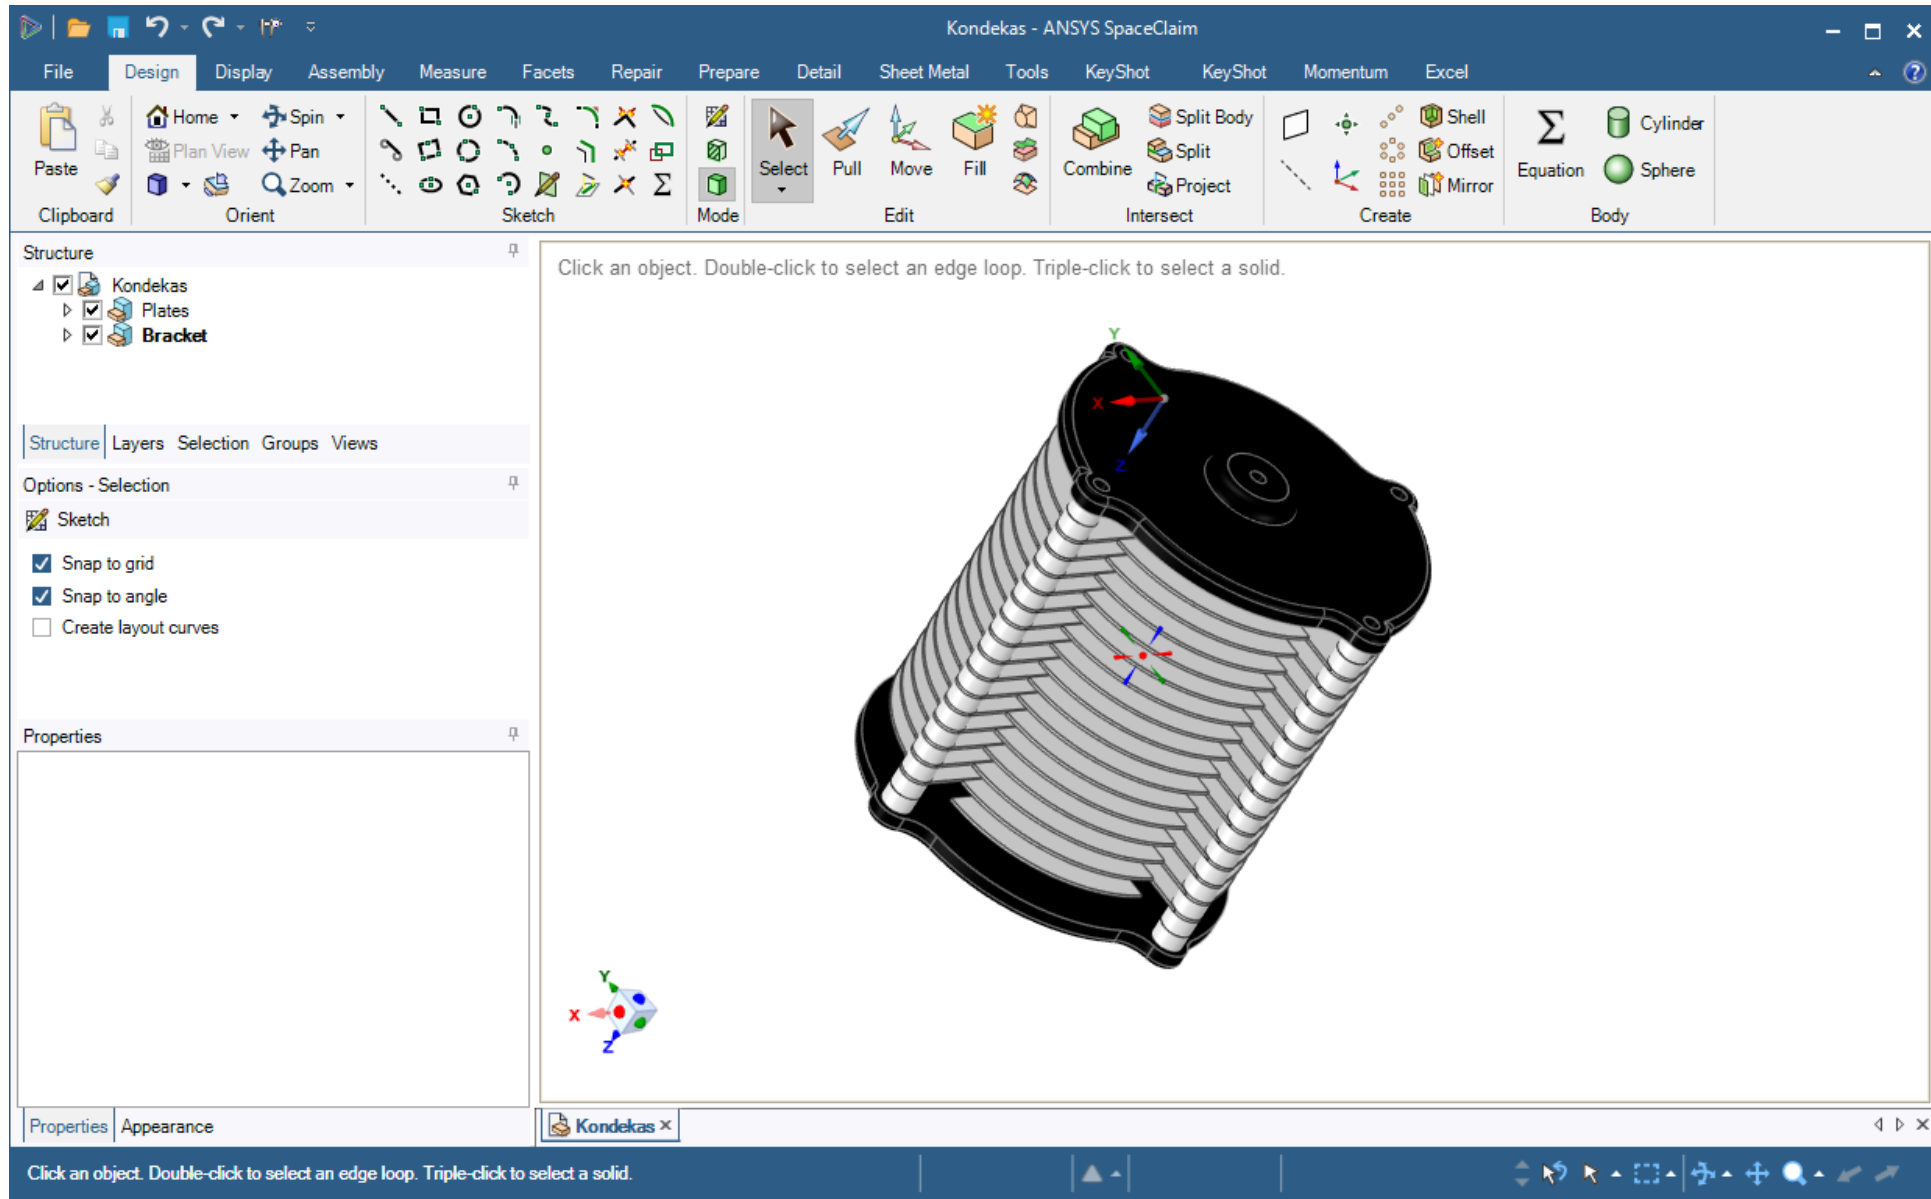 Kondekas - ANSYS SpaceClaim
File Design Display Assembly Measure Facets Repair Prepare Detail Sheet Metal Tools KeyShot KeyShot Momentum Excel
Home Spin Shell Cylinder
Plan View Pan Split Body Offset Sphere
Paste Zoom Select Pull Move Fill Combine Split Project Mirror Equation
Clipboard Orient Sketch Mode Edit Intersect Create Body
Structure
Kondekas
Plates
Bracket
Structure Layers Selection Groups Views
Options - Selection
Sketch
Snap to grid
Snap to angle
Create layout curves
Properties
Properties Appearance
Click an object. Double-click to select an edge loop. Triple-click to select a solid.
Y
X
Z
Y
X
Z
Kondekas
Click an object. Double-click to select an edge loop. Triple-click to select a solid.